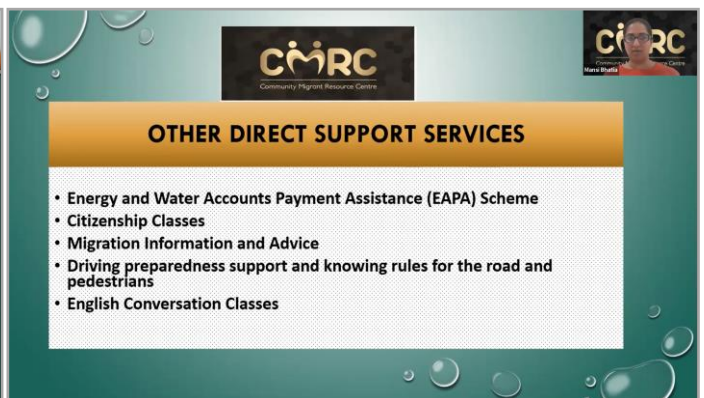 CMRC
Community Migrant Resource Centre
Mansi Bhatia
OTHER DIRECT SUPPORT SERVICES
• Energy and Water Accounts Payment Assistance (EAPA) Scheme
• Citizenship Classes
• Migration Information and Advice
• Driving preparedness support and knowing rules for the road and
pedestrians
• English Conversation Classes